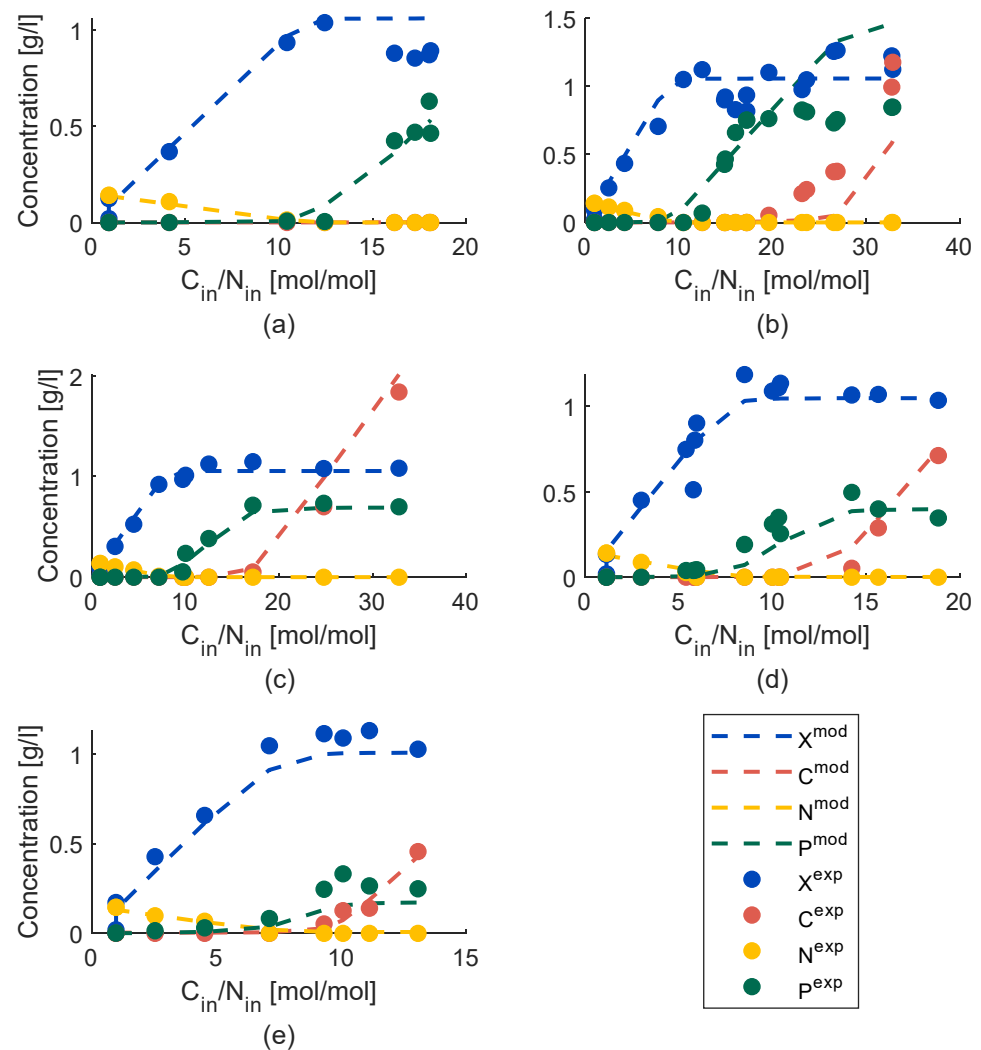 1
0.5
0
0 5 10 15 20
Concentration [g/l]
C_in/N_in [mol/mol]
(a)
1.5
1
0.5
0
0 10 20 30 40
C_in/N_in [mol/mol]
(b)
2
1
0
0 10 20 30 40
Concentration [g/l]
C_in/N_in [mol/mol]
(c)
1
0.5
0
0 5 10 15 20
C_in/N_in [mol/mol]
(d)
1
0.5
0
0 5 10 15
Concentration [g/l]
C_in/N_in [mol/mol]
(e)
X^mod
C^mod
N^mod
P^mod
X^exp
C^exp
N^exp
P^exp